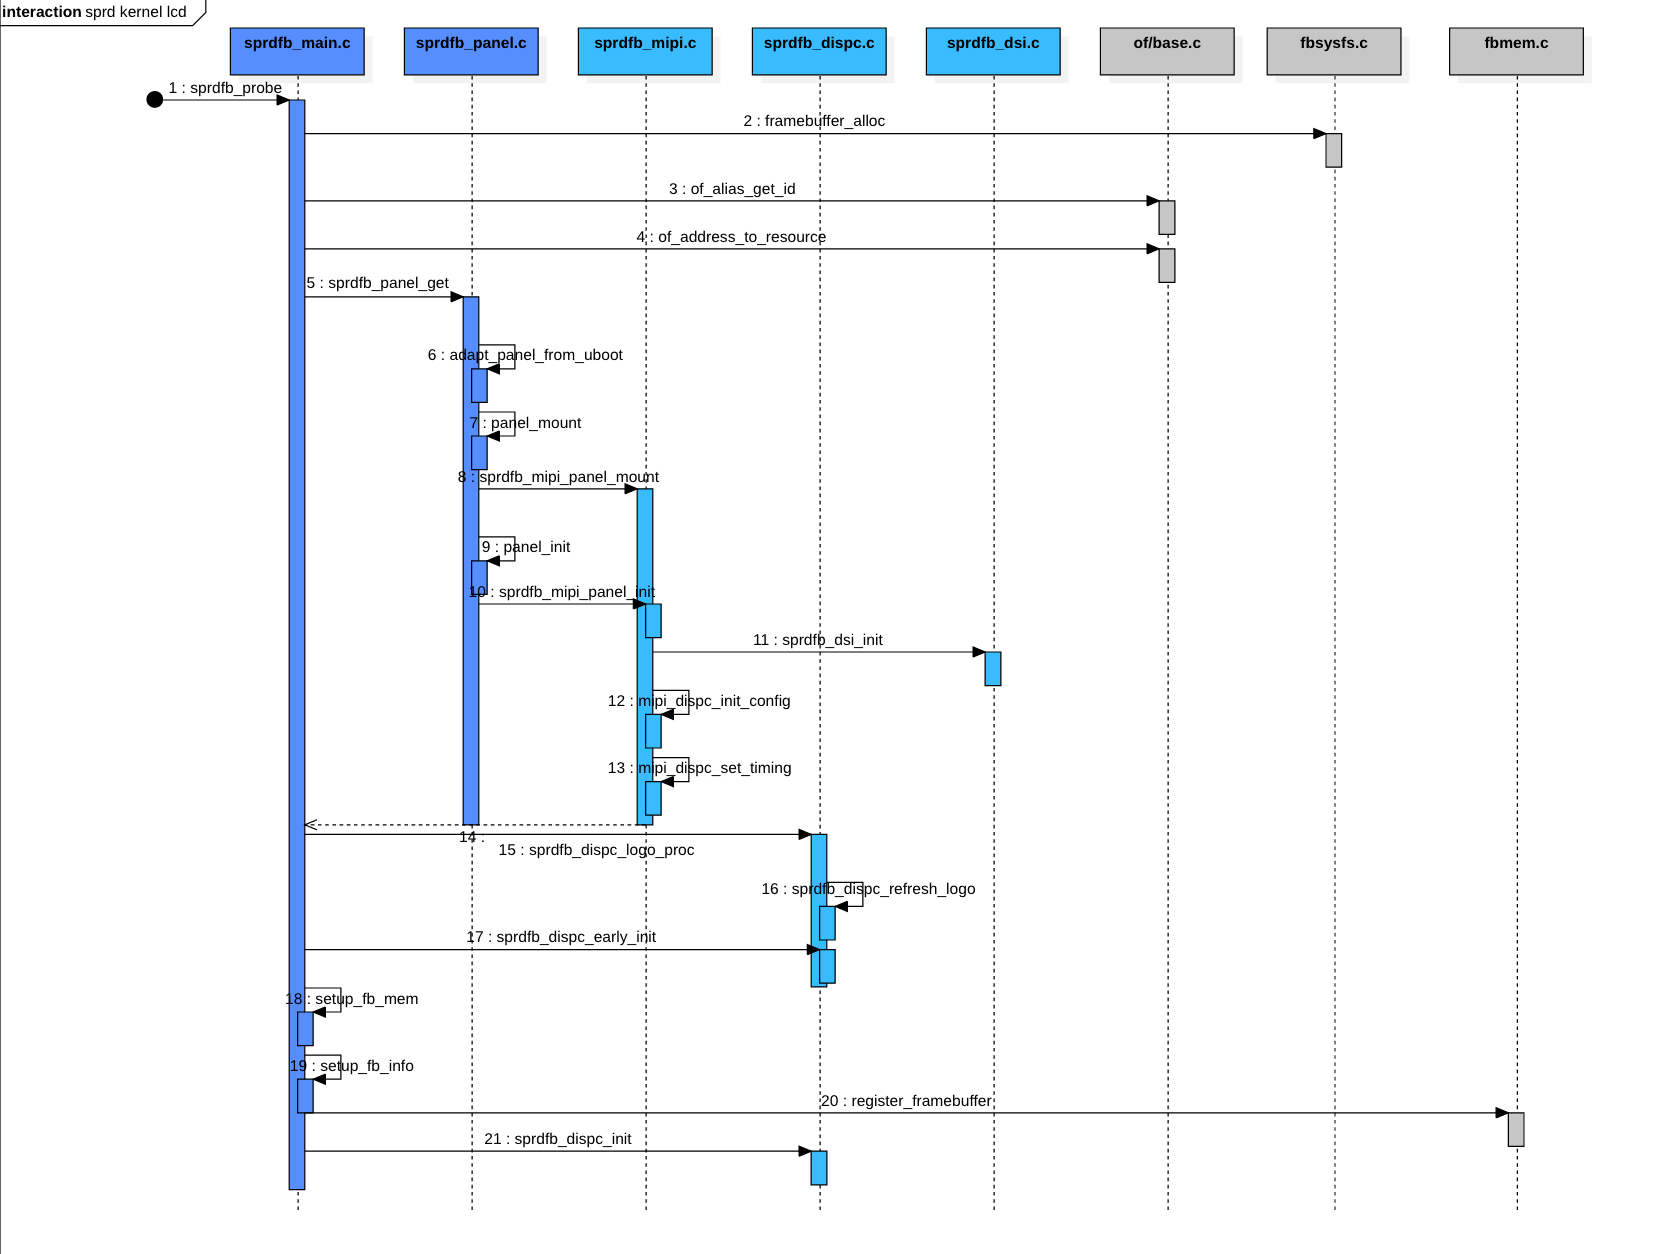 interaction sprd kernel lcd
sprdfb_main.c
sprdfb_panel.c
sprdfb_mipi.c
sprdfb_dispc.c
sprdfb_dsi.c
of/base.c
fbsysfs.c
fbmem.c
1 : sprdfb_probe
2 : framebuffer_alloc
3 : of_alias_get_id
4 : of_address_to_resource
5 : sprdfb_panel_get
6 : adapt_panel_from_uboot
7 : panel_mount
8 : sprdfb_mipi_panel_mount
9 : panel_init
10 : sprdfb_mipi_panel_init
11 : sprdfb_dsi_init
12 : mipi_dispc_init_config
13 : mipi_dispc_set_timing
14 :
15 : sprdfb_dispc_logo_proc
16 : sprdfb_dispc_refresh_logo
17 : sprdfb_dispc_early_init
18 : setup_fb_mem
19 : setup_fb_info
20 : register_framebuffer
21 : sprdfb_dispc_init